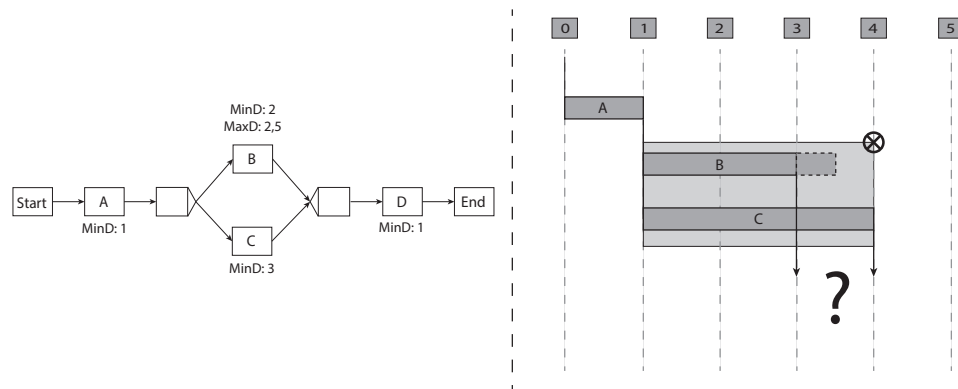 MinD: 2
MaxD: 2,5
B
Start
A
D
End
MinD: 1
MinD: 1
C
MinD: 3
0
1
2
3
4
5
A
B
C
?